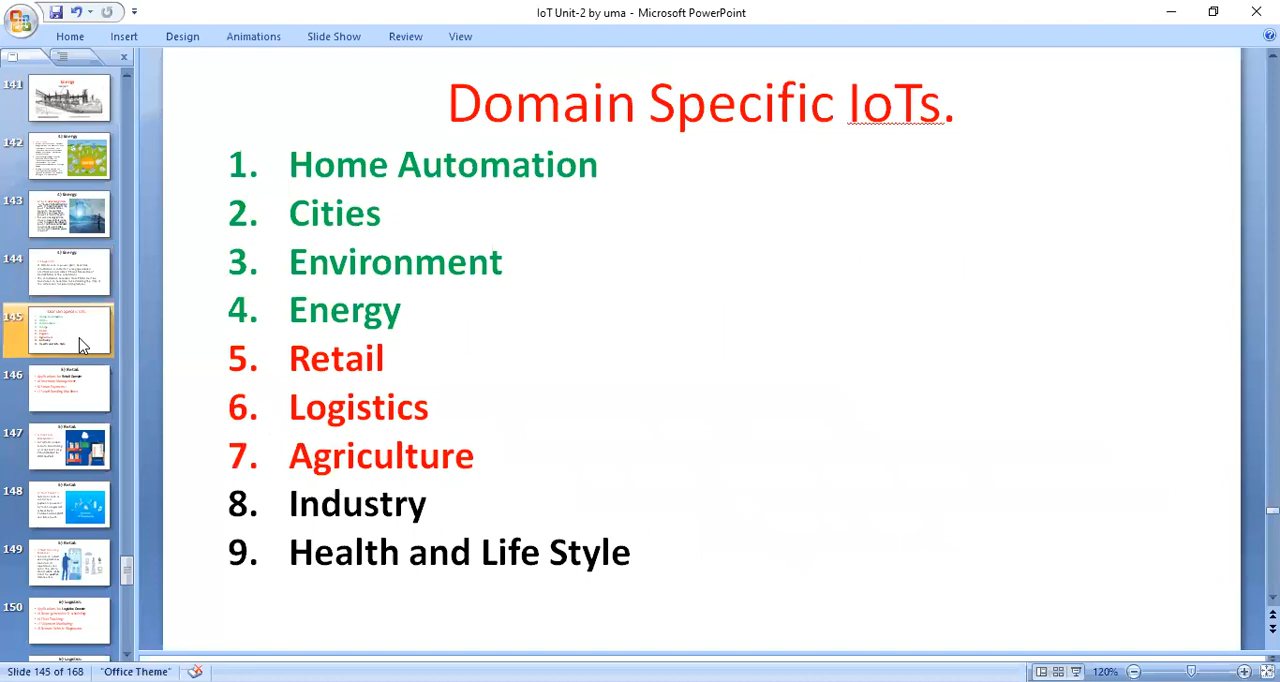 IoT Unit-2 by uma - Microsoft PowerPoint
Home Insert Design Animations Slide Show Review View
141
Energy
142
143
144
145
146
147
148
149
150
Domain Specific IoTs.
1. Home Automation
2. Cities
3. Environment
4. Energy
5. Retail
6. Logistics
7. Agriculture
8. Industry
9. Health and Life Style
Slide 145 of 168 "Office Theme" 120%